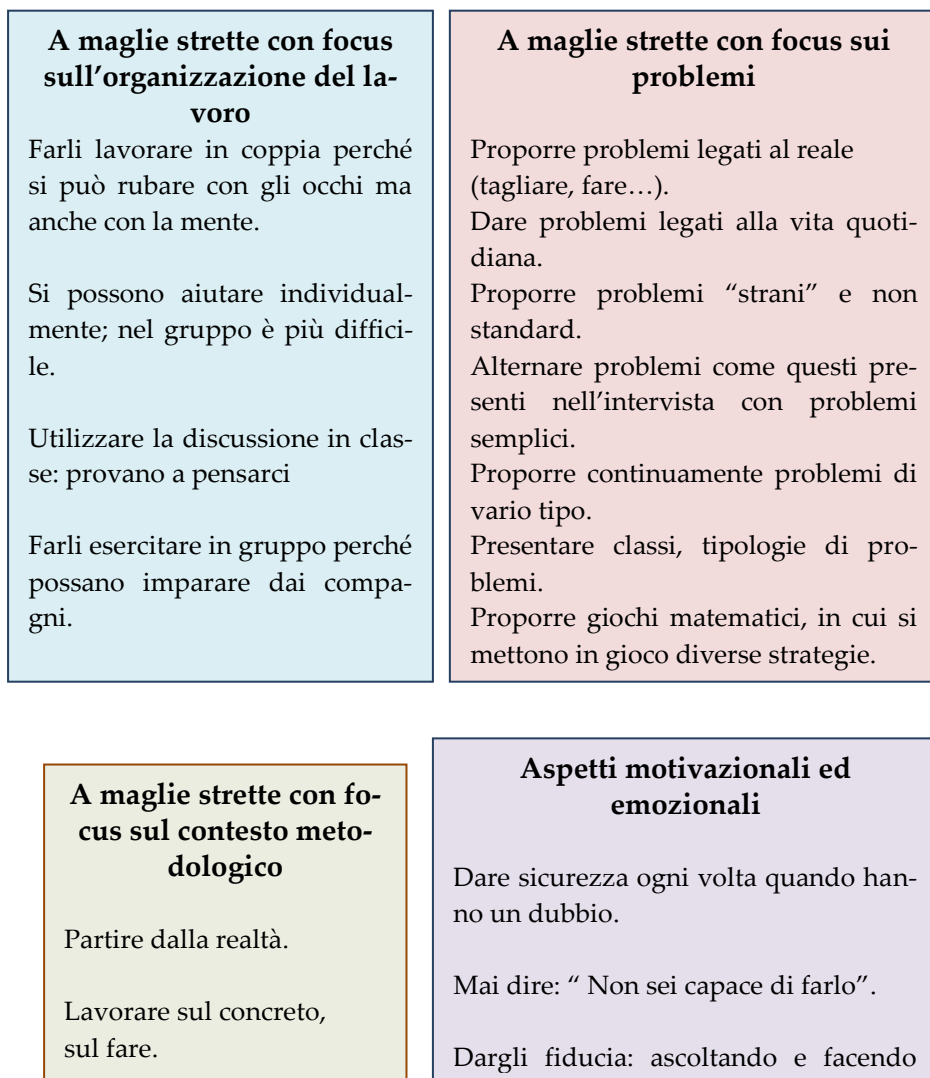 A maglie strette con focus
sull’organizzazione del la-
voro
Farli lavorare in coppia perché
si può rubare con gli occhi ma
anche con la mente.
Si possono aiutare individual-
mente; nel gruppo è più diffici-
le.
Utilizzare la discussione in clas-
se: provano a pensarci
Farli esercitare in gruppo perché
possano imparare dai compa-
gni.
A maglie strette con focus sui
problemi
Proporre problemi legati al reale
(tagliare, fare…).
Dare problemi legati alla vita quoti-
diana.
Proporre problemi “strani” e non
standard.
Alternare problemi come questi pre-
senti nell’intervista con problemi
semplici.
Proporre continuamente problemi di
vario tipo.
Presentare classi, tipologie di pro-
blemi.
Proporre giochi matematici, in cui si
mettono in gioco diverse strategie.
A maglie strette con fo-
cus sul contesto meto-
dologico
Partire dalla realtà.
Lavorare sul concreto,
sul fare.
Aspetti motivazionali ed
emozionali
Dare sicurezza ogni volta quando han-
no un dubbio.
Mai dire: “ Non sei capace di farlo”.
Dargli fiducia: ascoltando e facendo